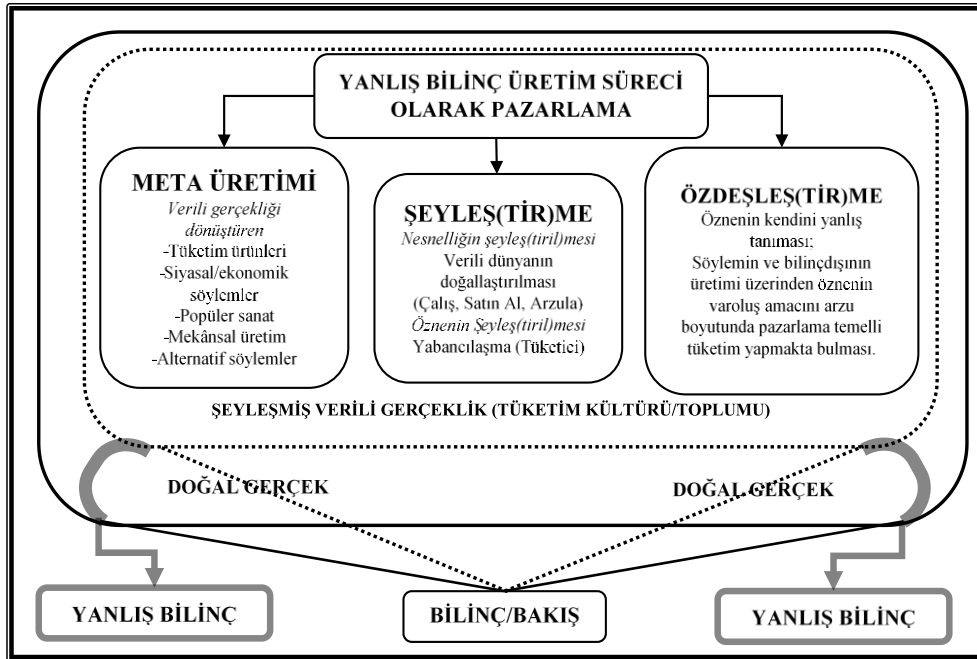 YANLIŞ BİLİNÇ ÜRETİM SÜRECİ
OLARAK PAZARLAMA
META ÜRETİMİ
Verili gerçekliği
dönüştüren
-Tüketim ürünleri
-Siyasal/ekonomik
söylemler
-Popüler sanat
-Mekânsal üretim
-Alternatif söylemler
ŞEYLEŞ(TİR)ME
Nesnelliğin şeyleş(tiril)mesi
Verili dünyanın
doğallaştırılması
(Çalış, Satın Al, Arzula)
Öznenin Şeyleş(tiril)mesi
Yabancılaşma (Tüketici)
ÖZDEŞLEŞ(TİR)ME
Öznenin kendini yanlış
tanıması;
Söylemin ve bilinçdışının
üretimi üzerinden öznenin
varoluş amacını arzu
boyutunda pazarlama temelli
tüketim yapmakta bulması.
ŞEYLEŞMİŞ VERİLİ GERÇEKLİK (TÜKETİM KÜLTÜRÜ/TOPLUMU)
DOĞAL GERÇEK
DOĞAL GERÇEK
YANLIŞ BİLİNÇ
BİLİNÇ/BAKIŞ
YANLIŞ BİLİNÇ